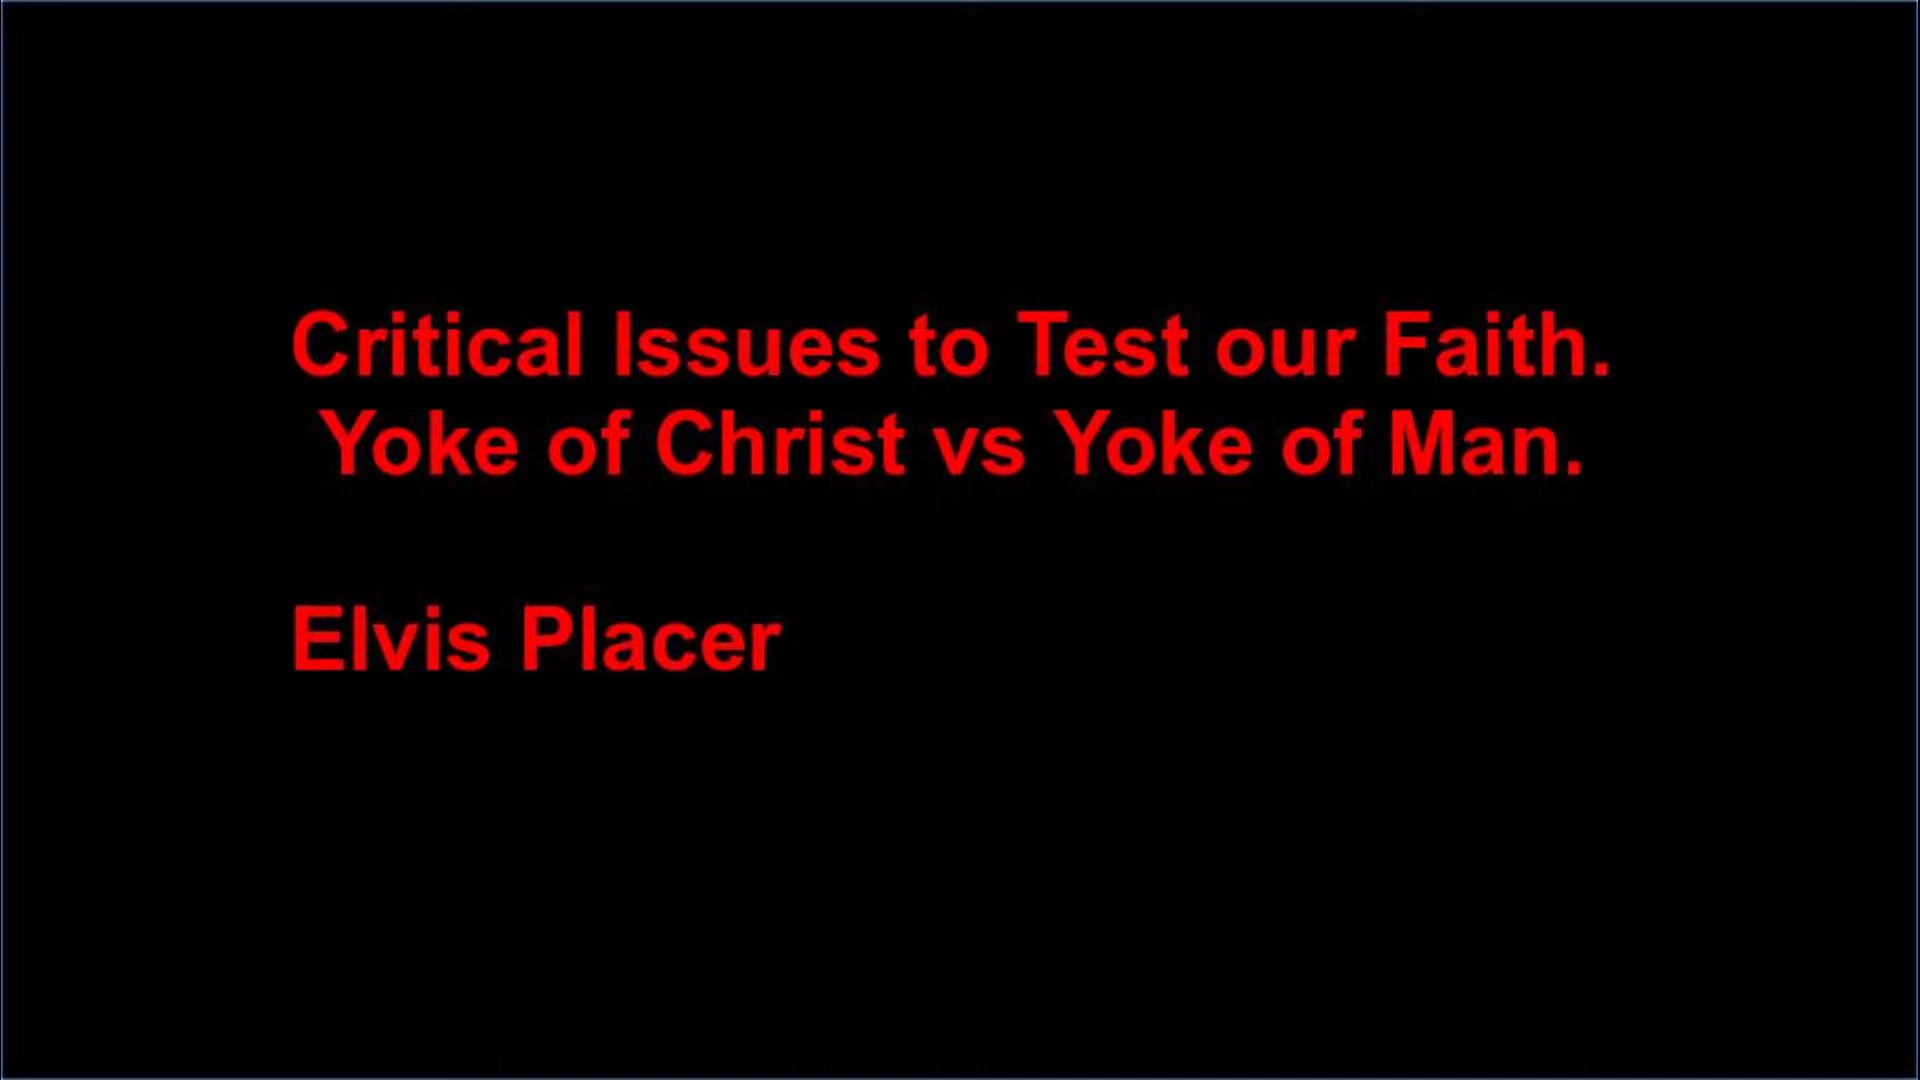 Critical Issues to Test our Faith.
Yoke of Christ vs Yoke of Man.
Elvis Placer